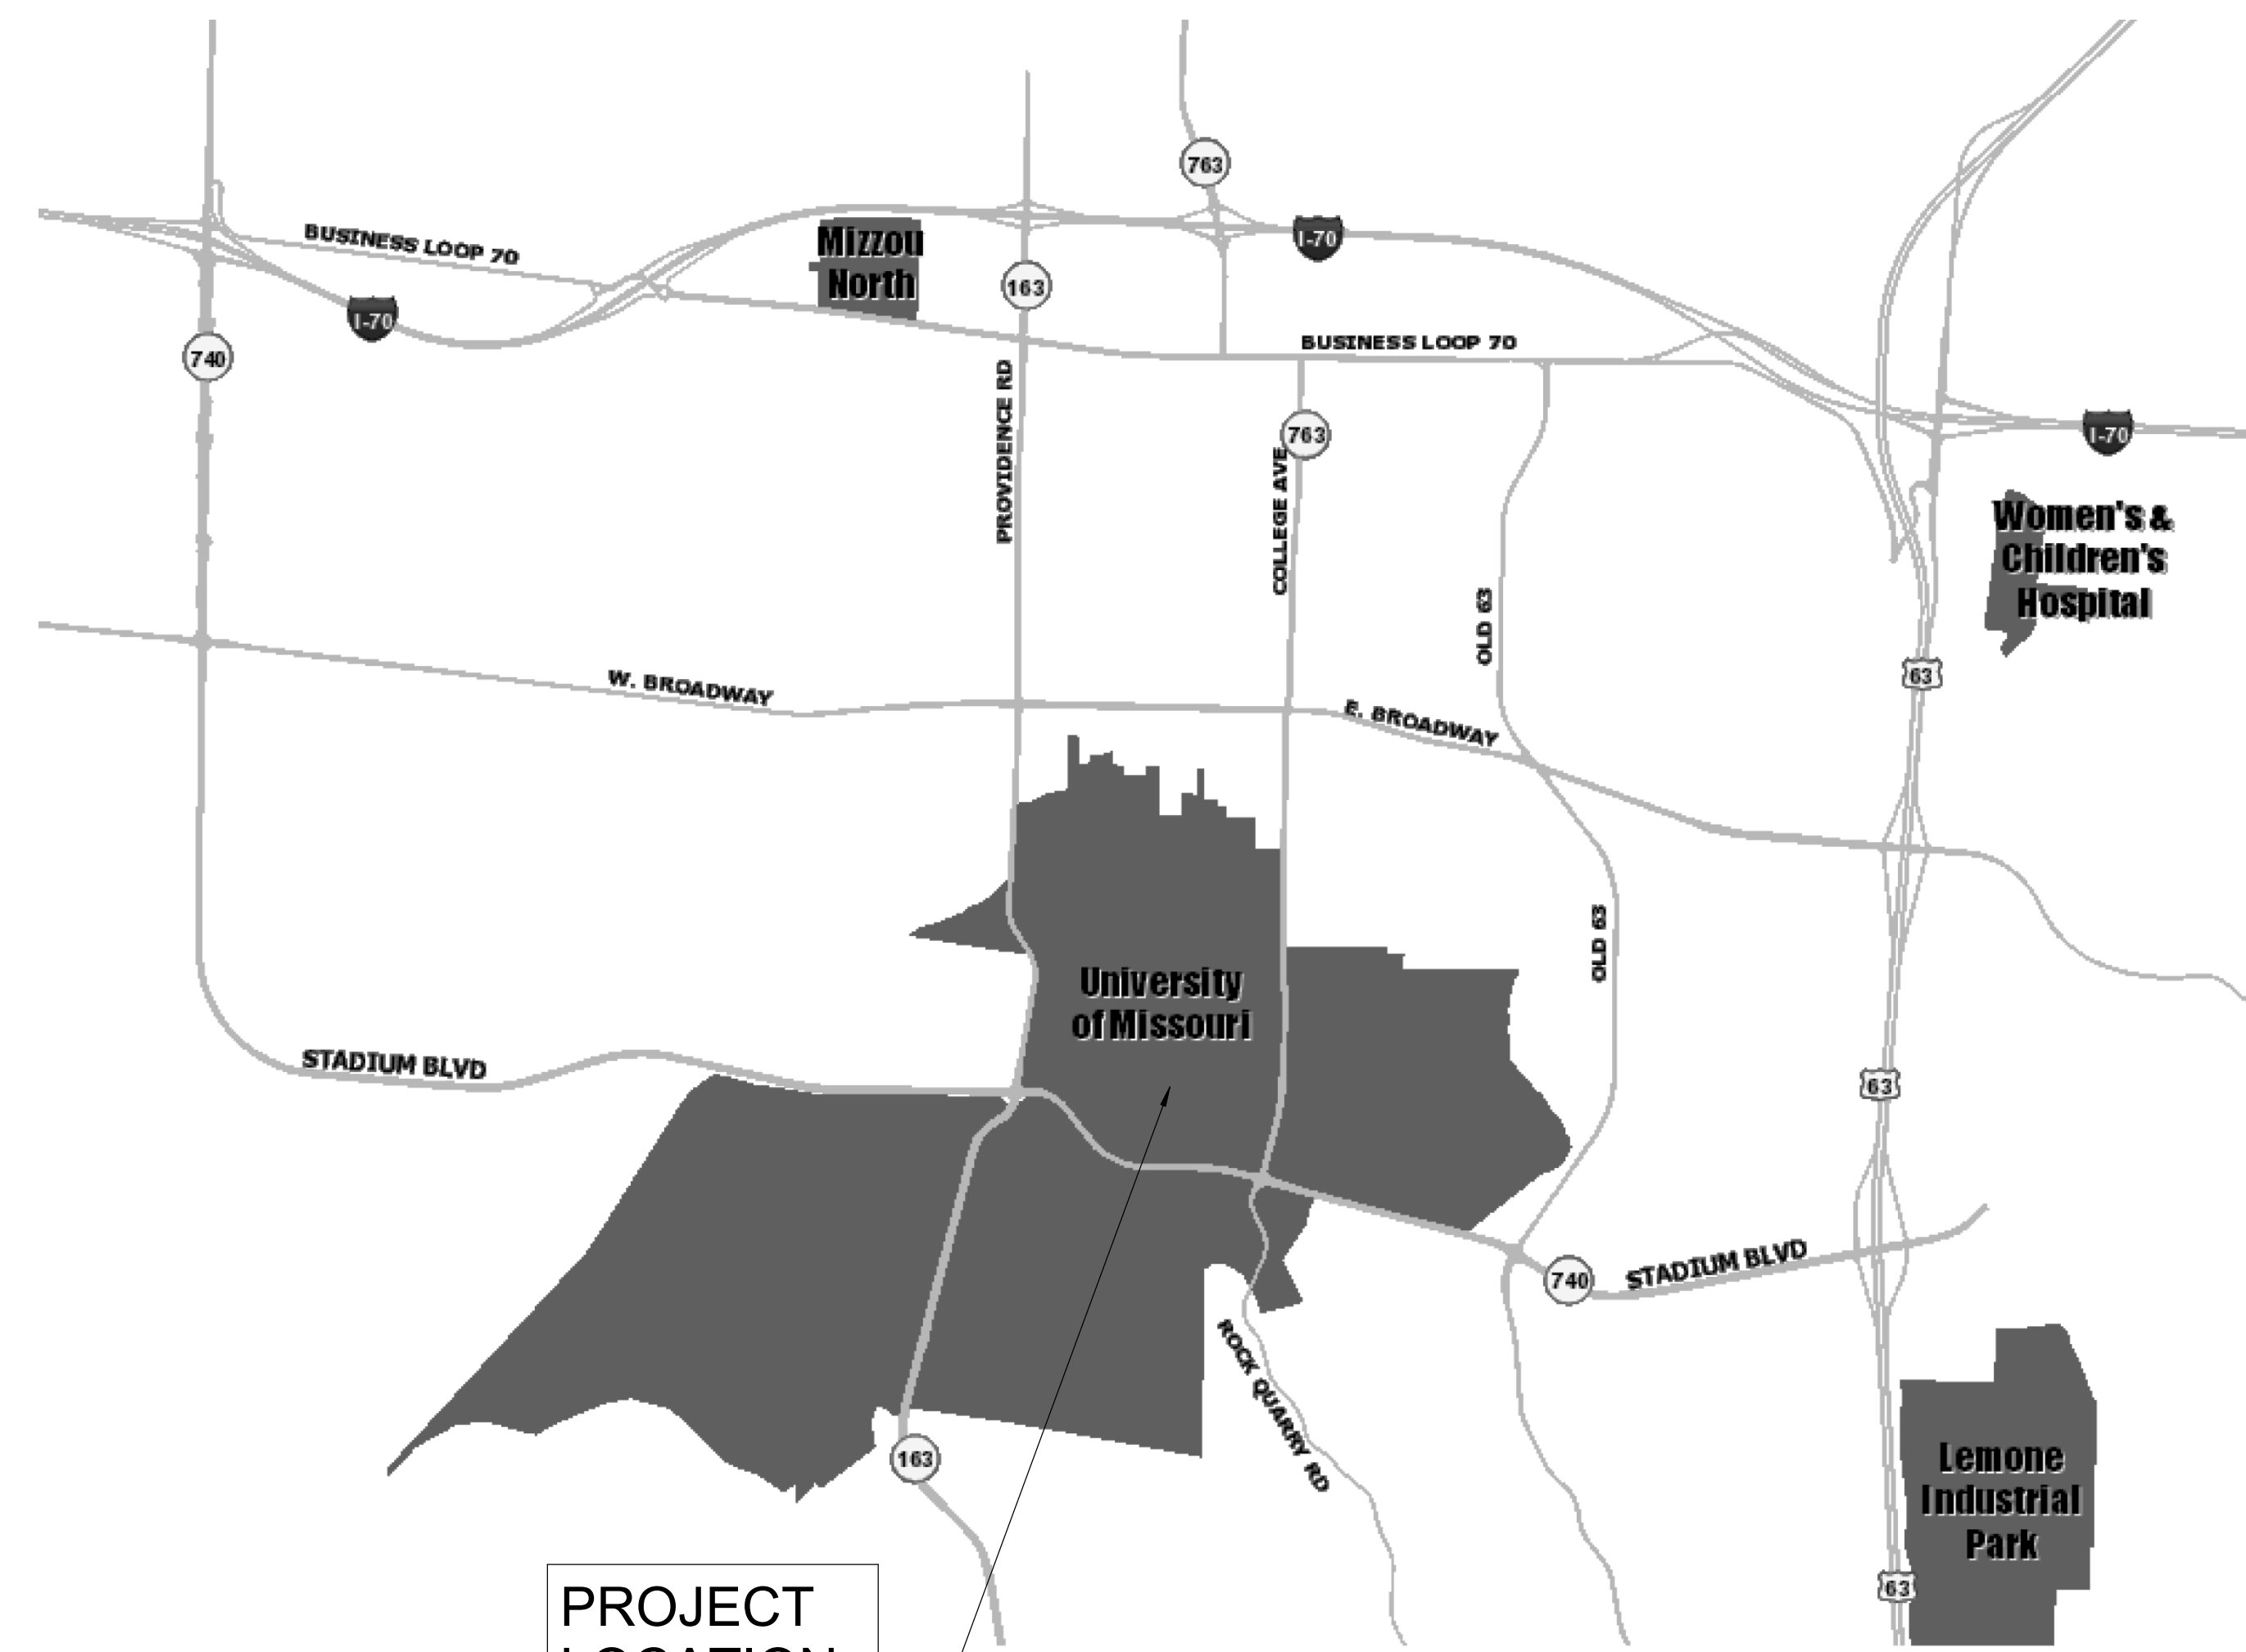 763
BUSINESS LOOP 70
Mizzou
North
I-70
163
I-70
740
BUSINESS LOOP 70
PROVIDENCE RD
763
COLLEGE AVE
I-70
Women's &
Children's
Hospital
OLD 63
63
W. BROADWAY
E. BROADWAY
OLD 63
University
of Missouri
STADIUM BLVD
63
740
STADIUM BLVD
ROCK QUARRY RD
163
Lemone
Industrial
Park
63
PROJECT
LOCATION